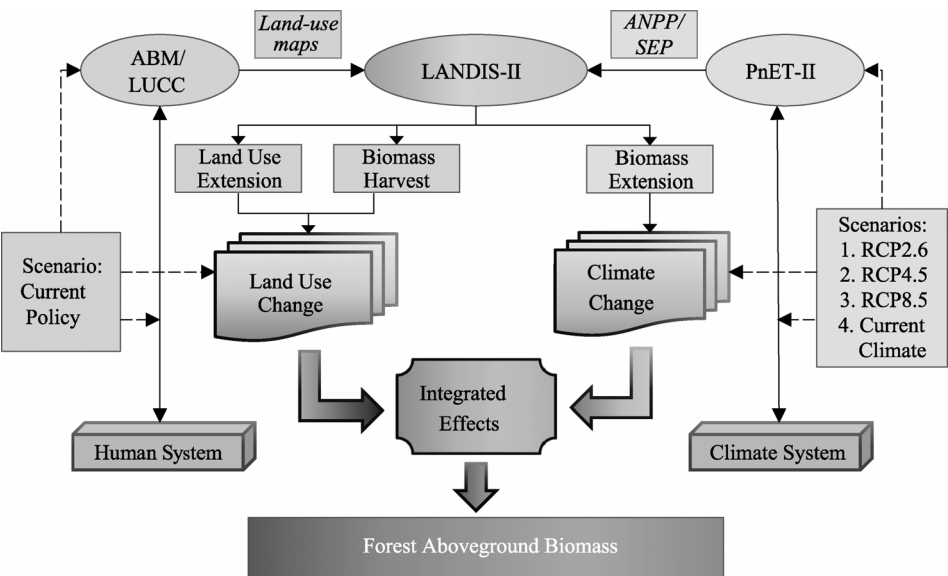 Land-use
maps
ANPP/
SEP
ABM/
LUCC
LANDIS-II
PnET-II
Land Use
Extension
Biomass
Harvest
Biomass
Extension
Scenario:
Current
Policy
Land Use
Change
Climate
Change
Scenarios:
1. RCP2.6
2. RCP4.5
3. RCP8.5
4. Current
Climate
Integrated
Effects
Human System
Climate System
Forest Aboveground Biomass